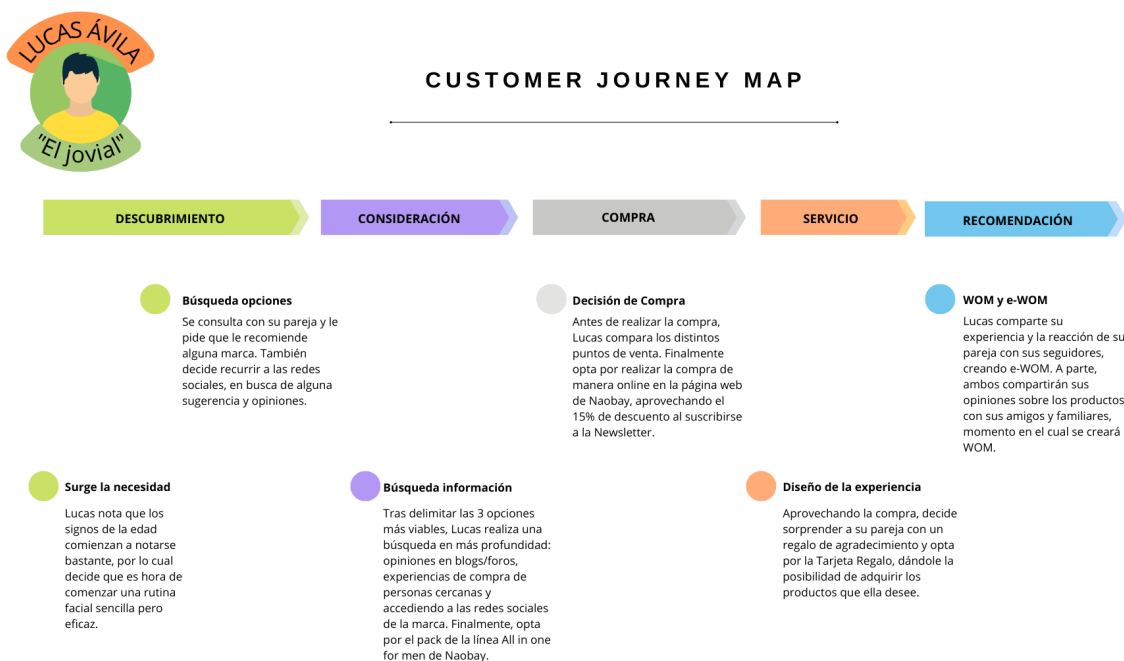 LUCAS ÁVILA
"El jovial"
CUSTOMER JOURNEY MAP
DESCUBRIMIENTO
CONSIDERACIÓN
COMPRA
SERVICIO
RECOMENDACIÓN
Búsqueda opciones
Se consulta con su pareja y le
pide que le recomiende
alguna marca. También
decide recurrir a las redes
sociales, en busca de alguna
sugerencia y opiniones.
Decisión de Compra
Antes de realizar la compra,
Lucas compara los distintos
puntos de venta. Finalmente
opta por realizar la compra de
manera online en la página web
de Naobay, aprovechando el
15% de descuento al suscribirse
a la Newsletter.
WOM y e-WOM
Lucas comparte su
experiencia y la reacción de su
pareja con sus seguidores,
creando e-WOM. A parte,
ambos compartirán sus
opiniones sobre los productos
con sus amigos y familiares,
momento en el cual se creará
WOM.
Surge la necesidad
Lucas nota que los
signos de la edad
comienzan a notarse
bastante, por lo cual
decide que es hora de
comenzar una rutina
facial sencilla pero
eficaz.
Búsqueda información
Tras delimitar las 3 opciones
más viables, Lucas realiza una
búsqueda en más profundidad:
opiniones en blogs/foros,
experiencias de compra de
personas cercanas y
accediendo a las redes sociales
de la marca. Finalmente, opta
por el pack de la línea All in one
for men de Naobay.
Diseño de la experiencia
Aprovechando la compra, decide
sorprender a su pareja con un
regalo de agradecimiento y opta
por la Tarjeta Regalo, dándole la
posibilidad de adquirir los
productos que ella desee.